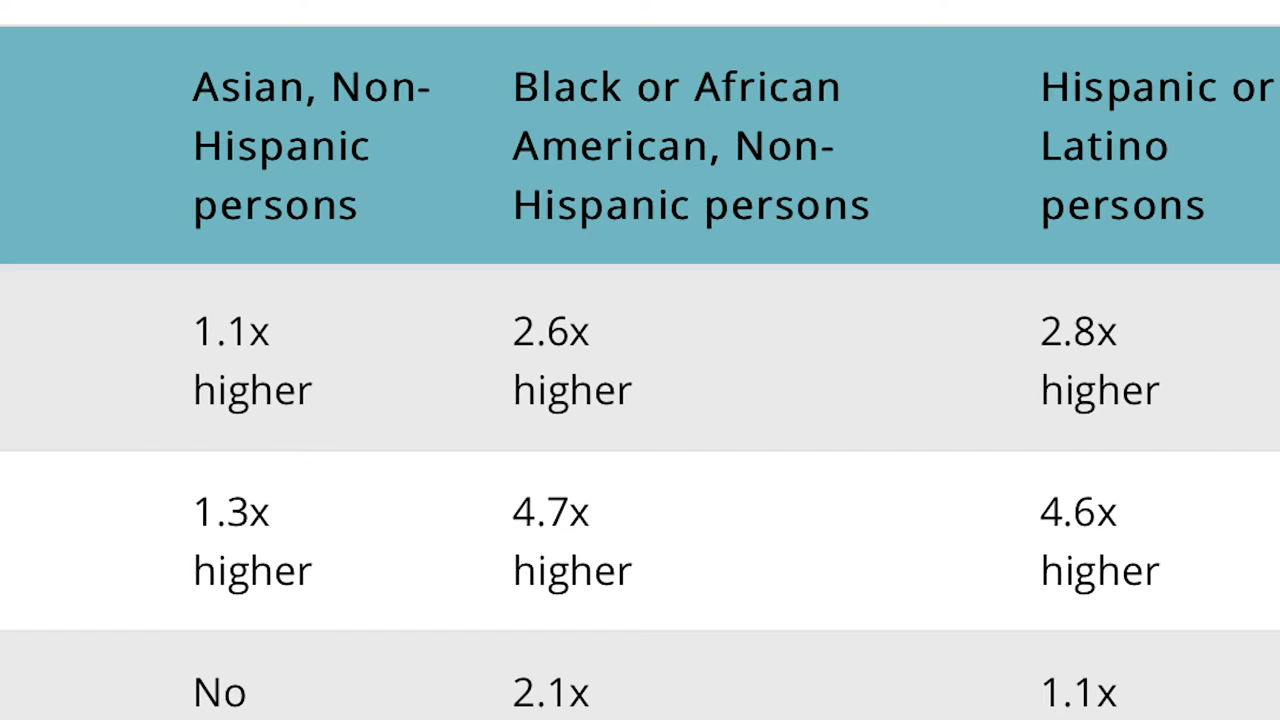 Asian, Non-
Hispanic
persons
Black or African
American, Non-
Hispanic persons
Hispanic or
Latino
persons
1.1x
higher
2.6x
higher
2.8x
higher
1.3x
higher
4.7x
higher
4.6x
higher
No
2.1x
1.1x